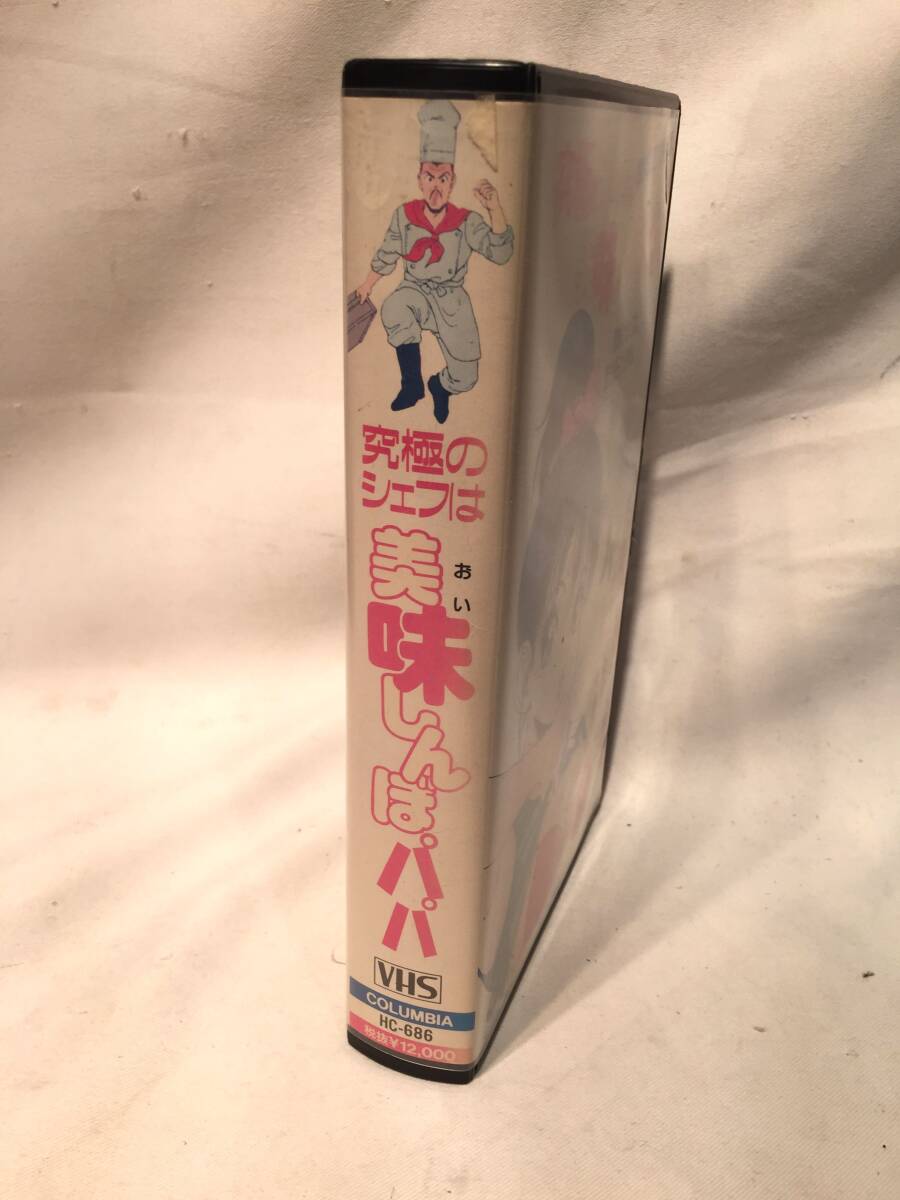 究極の
シェフは
美味しんぼパパ
おい
VHS
COLUMBIA
HC-686
税抜¥12,000